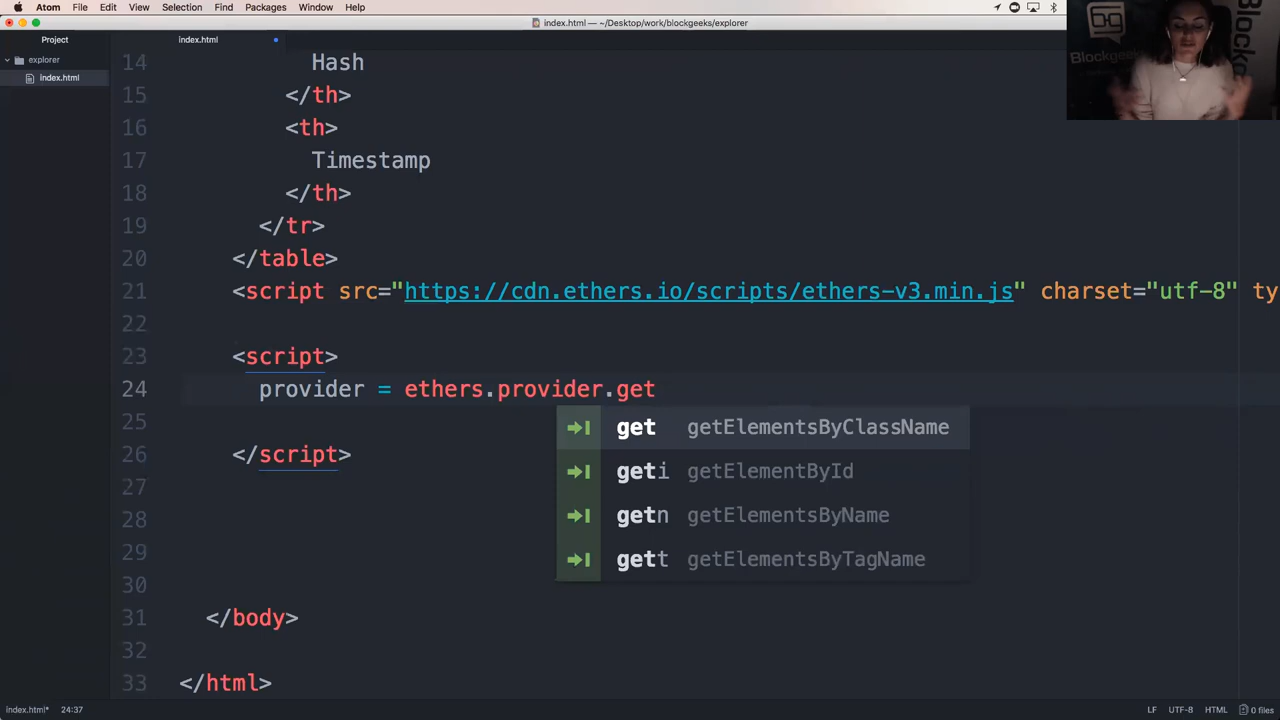 Atom File Edit View Selection Find Packages Window Help
index.html — ~/Desktop/work/blockgeeks/explorer
Project
explorer
index.html
index.html
14 Hash
15 </th>
16 <th>
17 Timestamp
18 </th>
19 </tr>
20 </table>
21 <script src="https://cdn.ethers.io/scripts/ethers-v3.min.js" charset="utf-8" ty
22
23 <script>
24 provider = ethers.provider.get
get getElementsByClassName
geti getElementById
getn getElementsByName
gett getElementsByTagName
25
26 </script>
27
28
29
30
31 </body>
32
33 </html>
Blockgeeks
index.html* 24:37 LF UTF-8 HTML 0 files